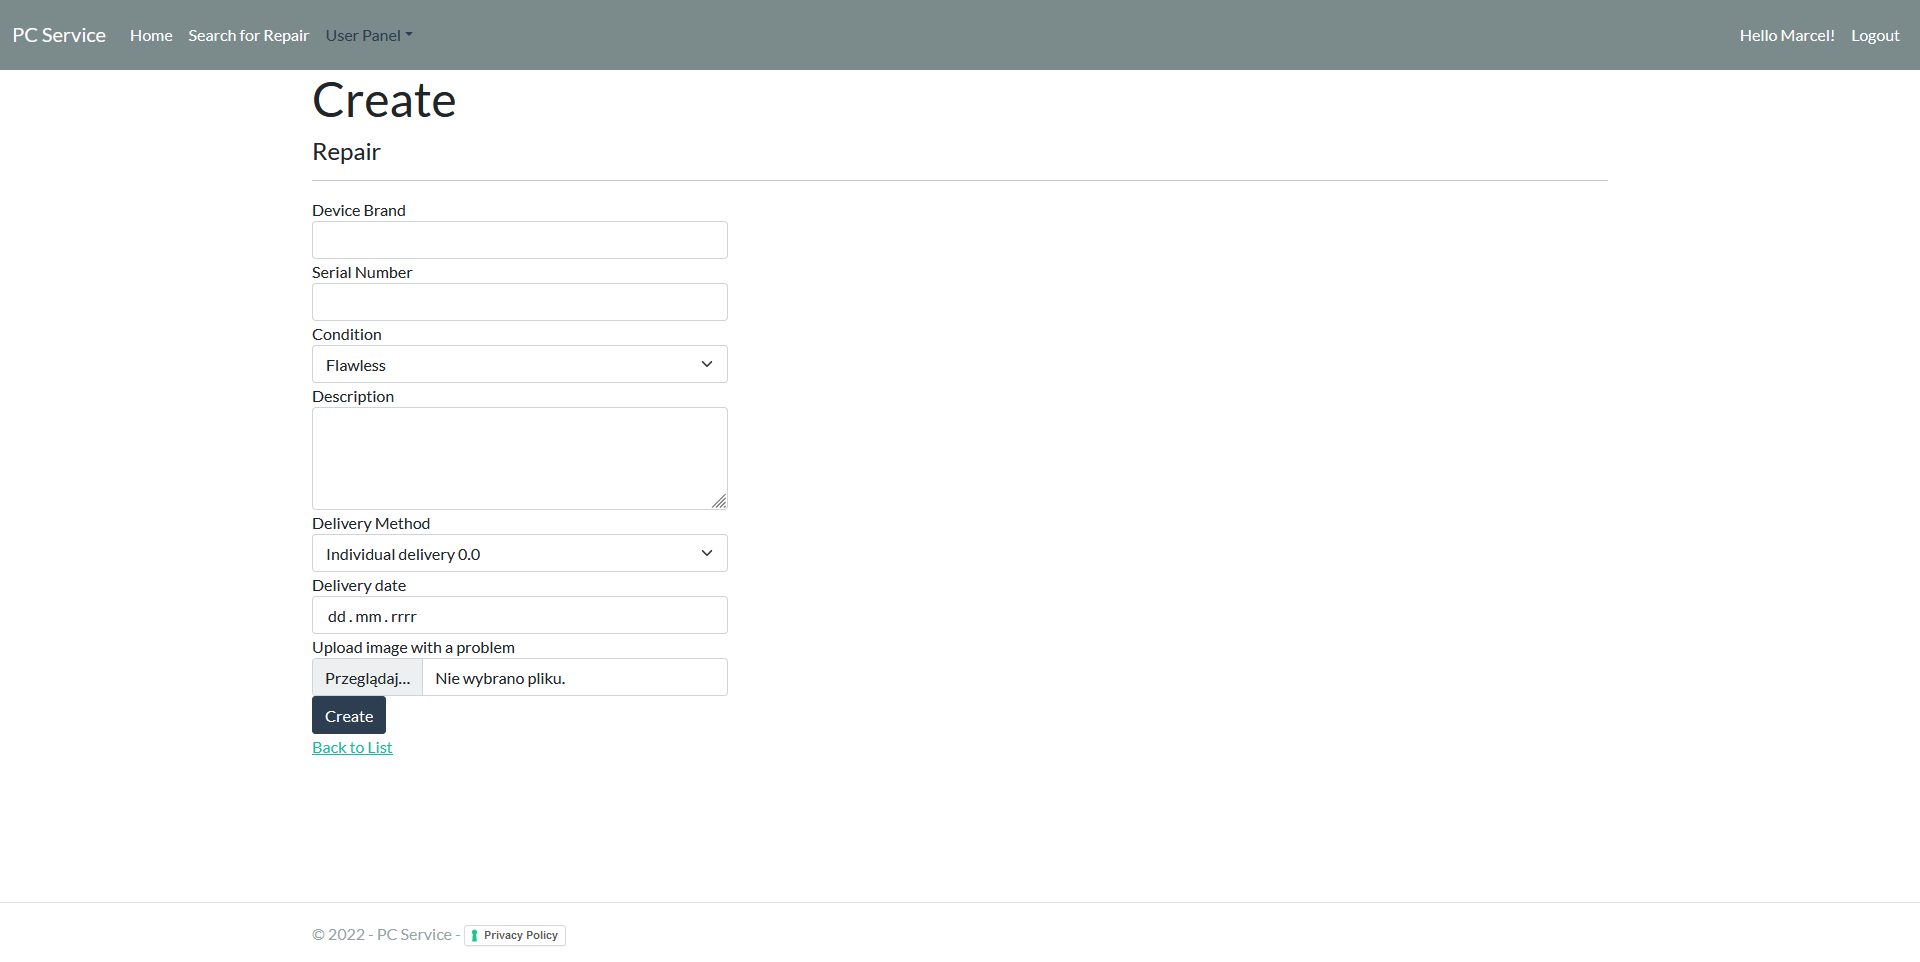 PC Service Home Search for Repair User Panel Hello Marcel! Logout
Create
Repair
Device Brand
Serial Number
Condition
Flawless
Description
Delivery Method
Individual delivery 0.0
Delivery date
dd.mm.rrrr
Upload image with a problem
Przeglądaj... Nie wybrano pliku.
Create
Back to List
© 2022 - PC Service - Privacy Policy